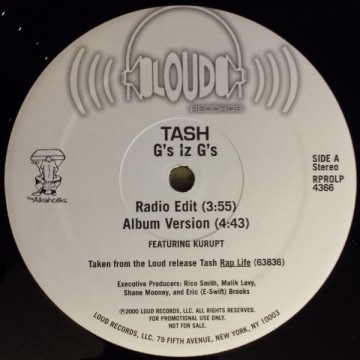 LOUD
RECORDS
TASH
G's iz G's
SIDE A
Stereo
RPROLP
4366
Radio Edit (3:55)
Album Version (4:43)
FEATURING KURUPT
tha Alkaholiks
Taken from the Loud release Tash Rap Life (63836)
Executive Producers: Rico Smith, Malik Levy,
Shane Mooney, and Eric (E-Swift) Brooks
Ⓟ©2000 LOUD RECORDS, LLC. ALL RIGHTS RESERVED.
FOR PROMOTIONAL USE ONLY.
NOT FOR SALE.
LOUD RECORDS, LLC, 79 FIFTH AVENUE, NEW YORK, NY, 10003